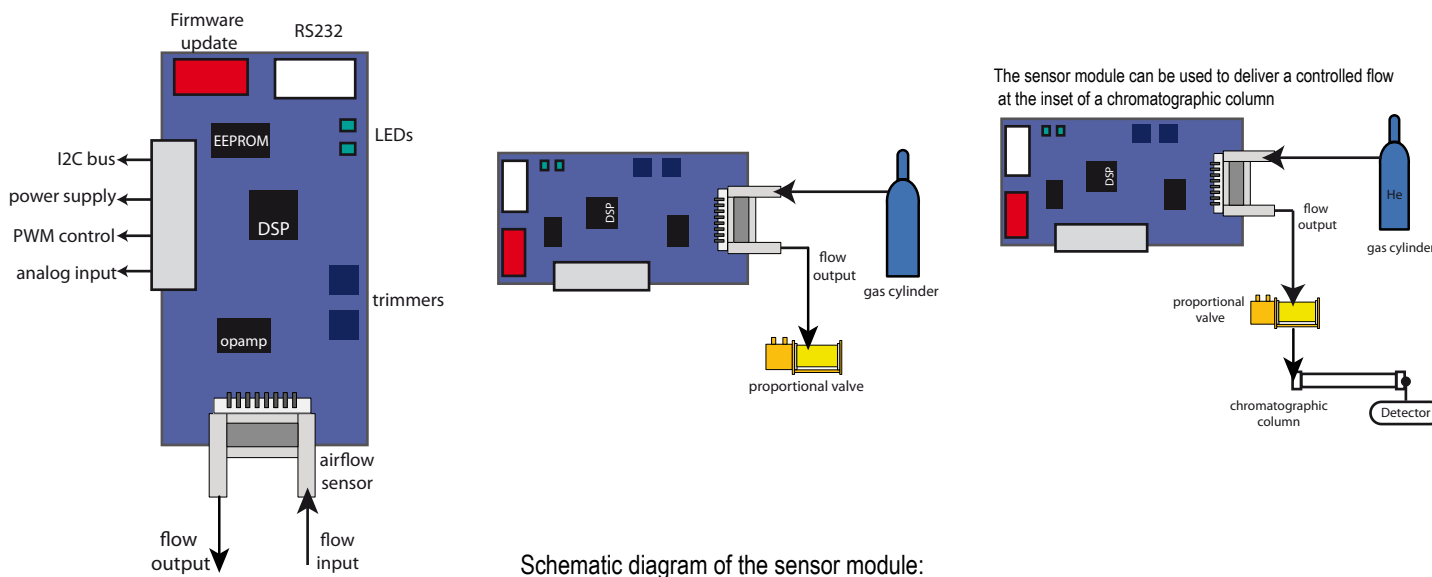 Firmware
update
RS232
LEDs
EEPROM
I2C bus
power supply
PWM control
analog input
DSP
trimmers
opamp
airflow
sensor
flow
output
flow
input
DSP
flow
output
gas cylinder
proportional valve
The sensor module can be used to deliver a controlled flow
at the inset of a chromatographic column
DSP
He
flow
output
gas cylinder
proportional
valve
chromatographic
column
Detector
Schematic diagram of the sensor module: